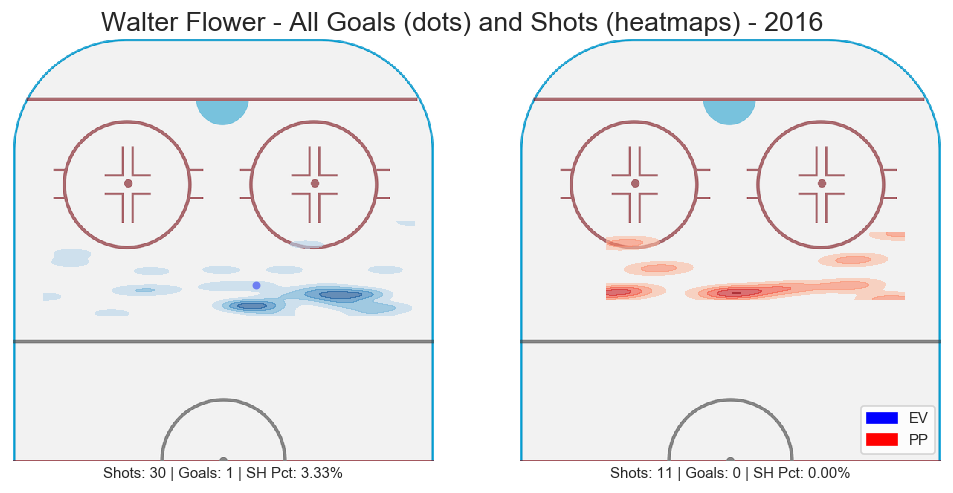 Walter Flower - All Goals (dots) and Shots (heatmaps) - 2016
EV
PP
Shots: 30 | Goals: 1 | SH Pct: 3.33%
Shots: 11 | Goals: 0 | SH Pct: 0.00%